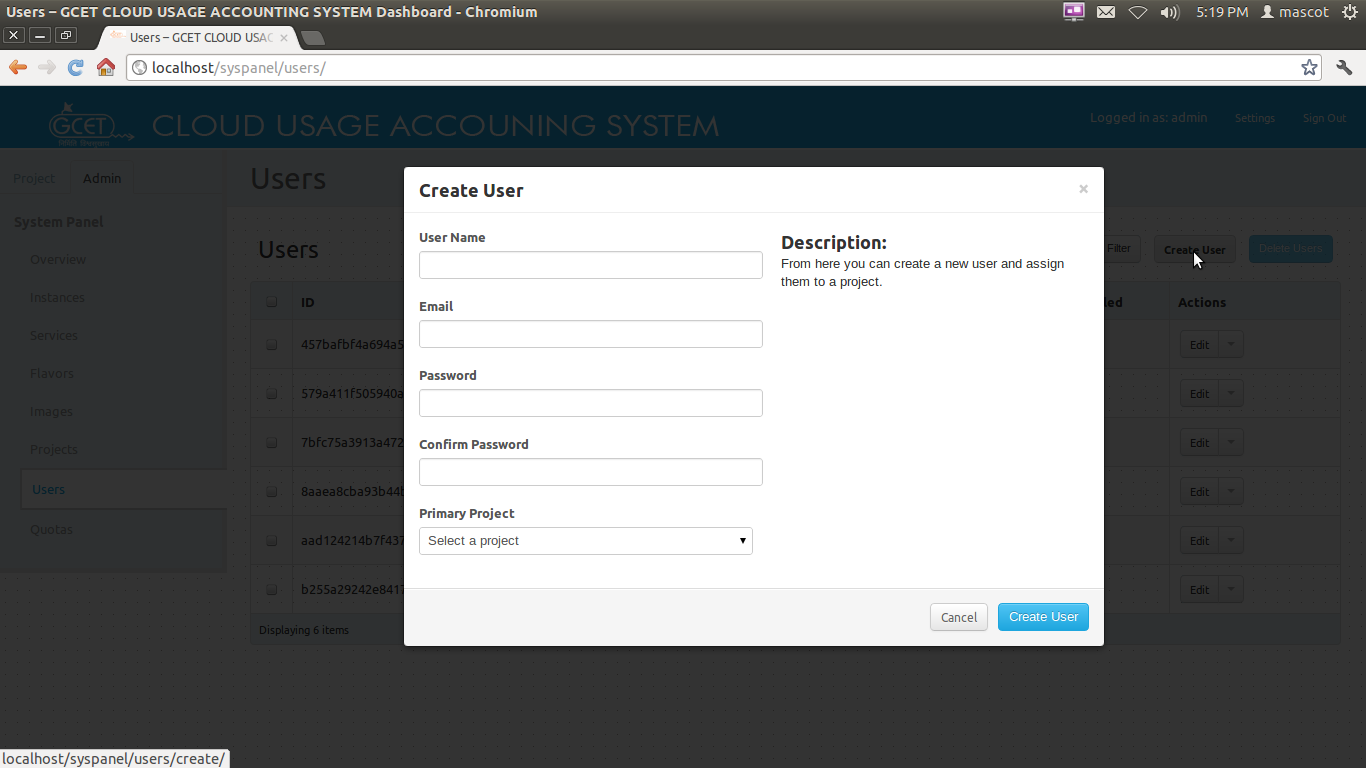 Users – GCET CLOUD USAGE ACCOUNTING SYSTEM Dashboard - Chromium
5:19 PM mascot
Users – GCET CLOUD USAC
localhost/syspanel/users/
GCET CLOUD USAGE ACCOUNING SYSTEM
Logged in as: admin Settings Sign Out
Project Admin
System Panel
Overview
Instances
Services
Flavors
Images
Projects
Users
Quotas
Users
Users
Filter Create User Delete Users
ID led Actions
457bafbf4a694a5 Edit
579a411f505940a Edit
7bfc75a3913a472 Edit
8aaea8cba93b44b Edit
aad124214b7f437 Edit
b255a29242e8417 Edit
Displaying 6 items
Create User ×
User Name
Email
Password
Confirm Password
Primary Project
Select a project
Description:
From here you can create a new user and assign
them to a project.
Cancel Create User
localhost/syspanel/users/create/